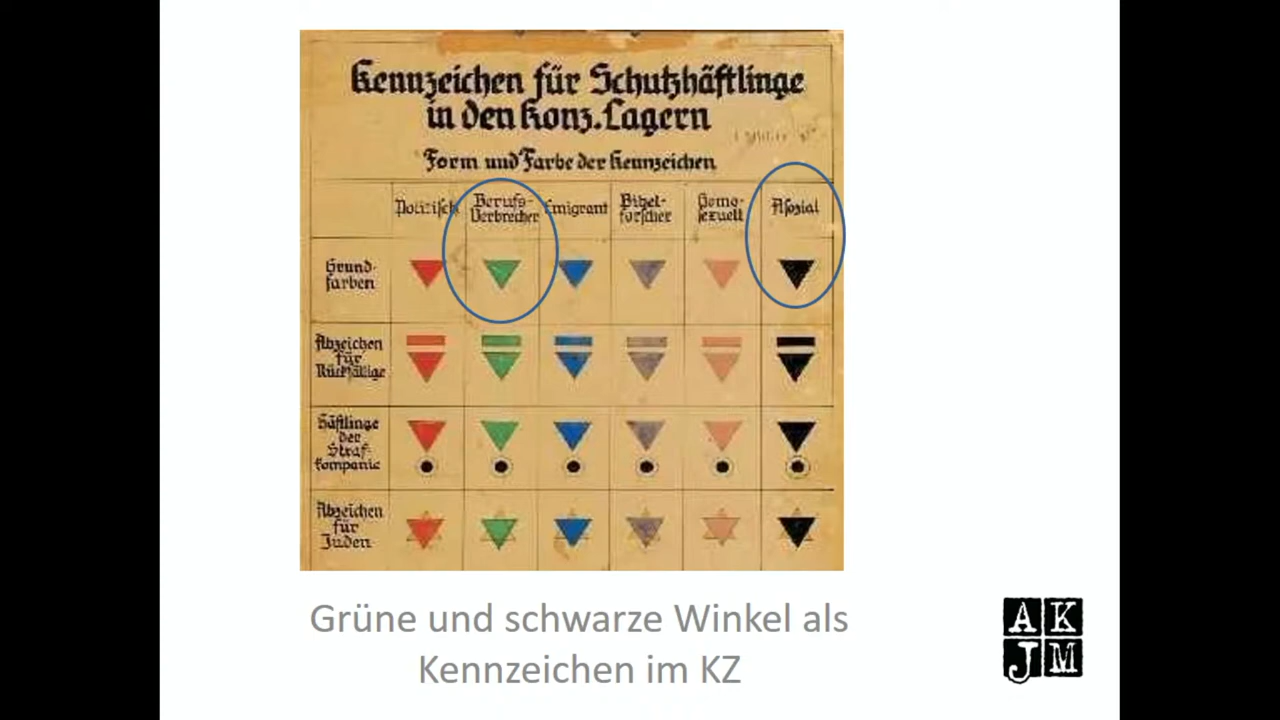 Kennzeichen für Schutzhäftlinge
in den Konz.Lagern
Form und Farbe der Kennzeichen
Politisch
Berufs-
Verbrecher
Emigrant
Bibel-
forscher
Homo-
sexuell
Asozial
Grund-
farben
Abzeichen
für
Rückfällige
Häftlinge
der
Straf-
kompanie
Abzeichen
für
Juden
Grüne und schwarze Winkel als
Kennzeichen im KZ
AK
JM